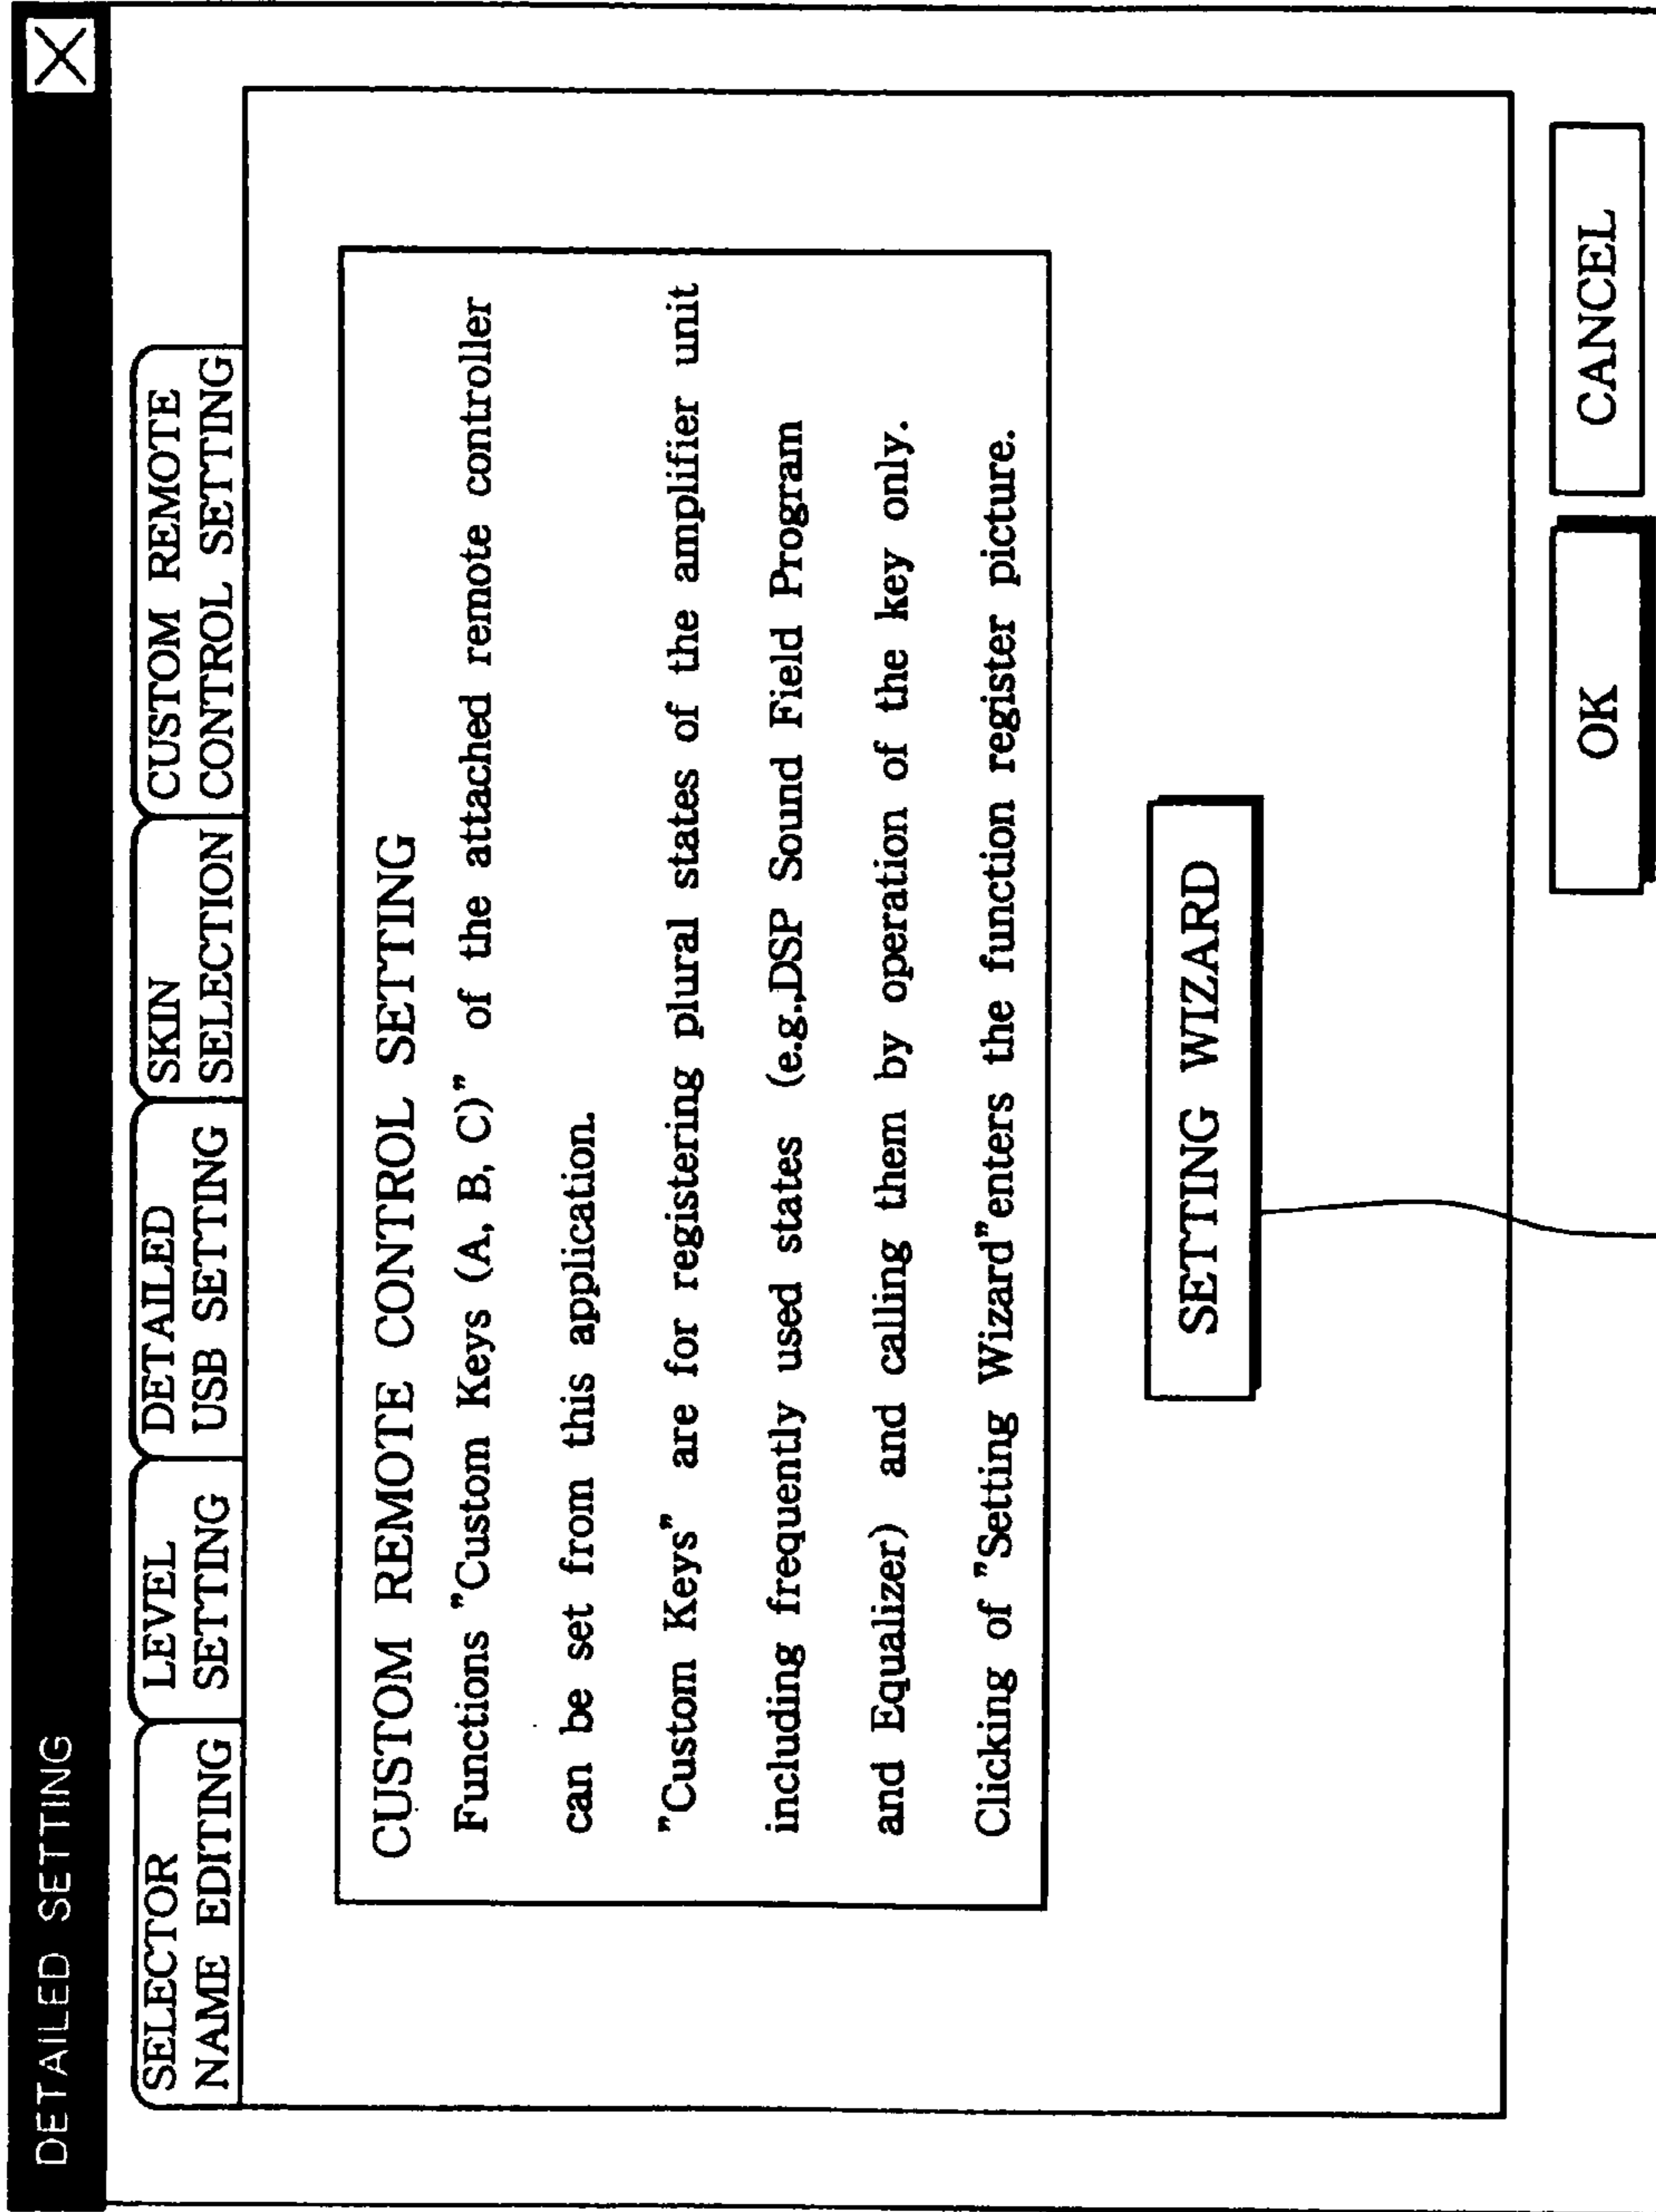 DETAILED SETTING
SELECTOR
NAME EDITING
LEVEL
SETTING
DETAILED
USB SETTING
SKIN
SELECTION
CUSTOM REMOTE
CONTROL SETTING
CUSTOM REMOTE CONTROL SETTING
Functions "Custom Keys (A, B, C)" of the attached remote controller
can be set from this application.
"Custon Keys" are for registering plural states of the amplifier unit
including frequently used states (e.g.,DSP Sound Field Program
and Equalizer) and calling them by operation of the key only.
Clicking of "Setting Wizard"enters the function register picture.
SETTING WIZARD
OK
CANCEL